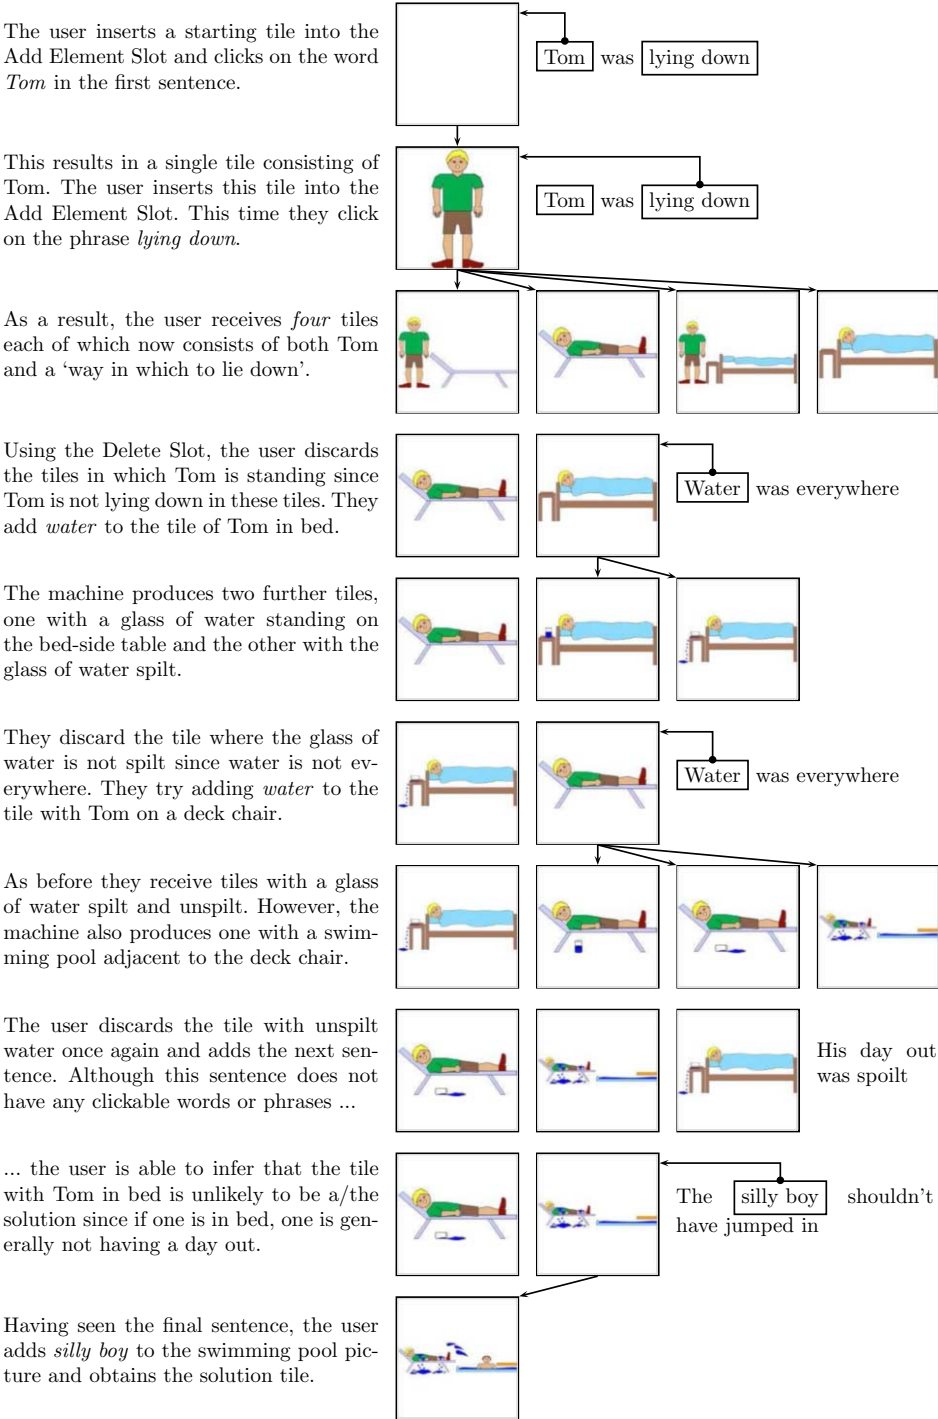 The user inserts a starting tile into the
Add Element Slot and clicks on the word
Tom in the first sentence.
Tom was lying down
This results in a single tile consisting of
Tom. The user inserts this tile into the
Add Element Slot. This time they click
on the phrase lying down.
Tom was lying down
As a result, the user receives four tiles
each of which now consists of both Tom
and a ‘way in which to lie down’.
Using the Delete Slot, the user discards
the tiles in which Tom is standing since
Tom is not lying down in these tiles. They
add water to the tile of Tom in bed.
Water was everywhere
The machine produces two further tiles,
one with a glass of water standing on
the bed-side table and the other with the
glass of water spilt.
They discard the tile where the glass of
water is not spilt since water is not ev-
erywhere. They try adding water to the
tile with Tom on a deck chair.
Water was everywhere
As before they receive tiles with a glass
of water spilt and unspilt. However, the
machine also produces one with a swim-
ming pool adjacent to the deck chair.
The user discards the tile with unspilt
water once again and adds the next sen-
tence. Although this sentence does not
have any clickable words or phrases ...
His day out
was spoilt
... the user is able to infer that the tile
with Tom in bed is unlikely to be a/the
solution since if one is in bed, one is gen-
erally not having a day out.
The silly boy shouldn't
have jumped in
Having seen the final sentence, the user
adds silly boy to the swimming pool pic-
ture and obtains the solution tile.